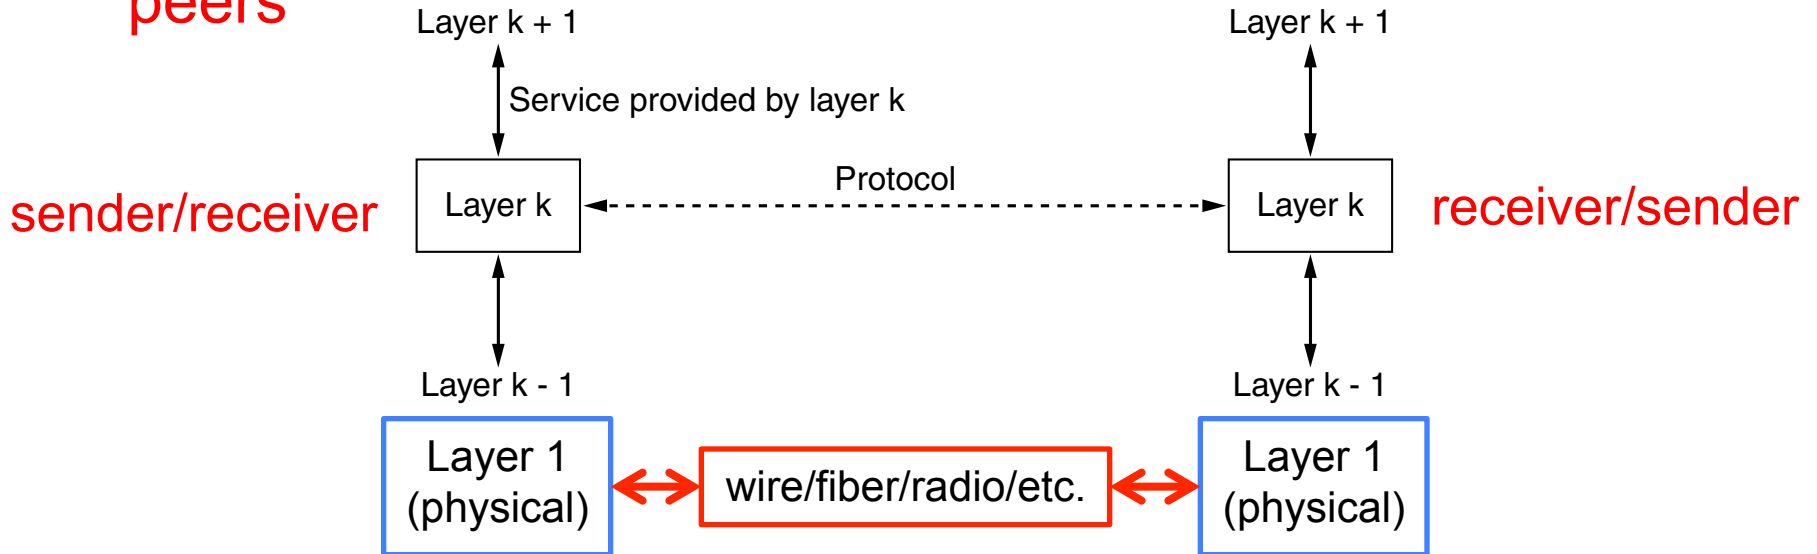 peers
Layer k + 1
Layer k + 1
Service provided by layer k
Protocol
sender/receiver
Layer k
Layer k
receiver/sender
Layer k - 1
Layer k - 1
Layer 1
(physical)
wire/fiber/radio/etc.
Layer 1
(physical)